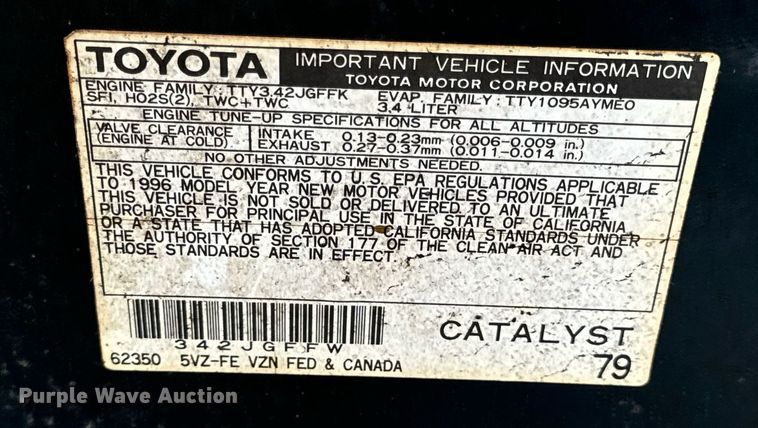 TOYOTA
IMPORTANT VEHICLE INFORMATION
TOYOTA MOTOR CORPORATION
ENGINE FAMILY: TTY3.42JGFFK EVAP. FAMILY: TTY1095AYMEO
SFI, HO2S(2), TWC+TWC 3.4 LITER
ENGINE TUNE-UP SPECIFICATIONS FOR ALL ALTITUDES
VALVE CLEARANCE INTAKE 0.13-0.23mm (0.006-0.009 in.)
(ENGINE AT COLD) EXHAUST 0.27-0.37mm (0.011-0.014 in.)
NO OTHER ADJUSTMENTS NEEDED.
THIS VEHICLE CONFORMS TO U.S. EPA REGULATIONS APPLICABLE
TO 1996 MODEL YEAR NEW MOTOR VEHICLES PROVIDED THAT
THIS VEHICLE IS NOT SOLD OR DELIVERED TO AN ULTIMATE
PURCHASER FOR PRINCIPAL USE IN THE STATE OF CALIFORNIA
OR A STATE THAT HAS ADOPTED CALIFORNIA STANDARDS UNDER
THE AUTHORITY OF SECTION 177 OF THE CLEAN AIR ACT AND
THOSE STANDARDS ARE IN EFFECT.
342JGFFW
CATALYST
62350 5VZ-FE VZN FED & CANADA 79
Purple Wave Auction